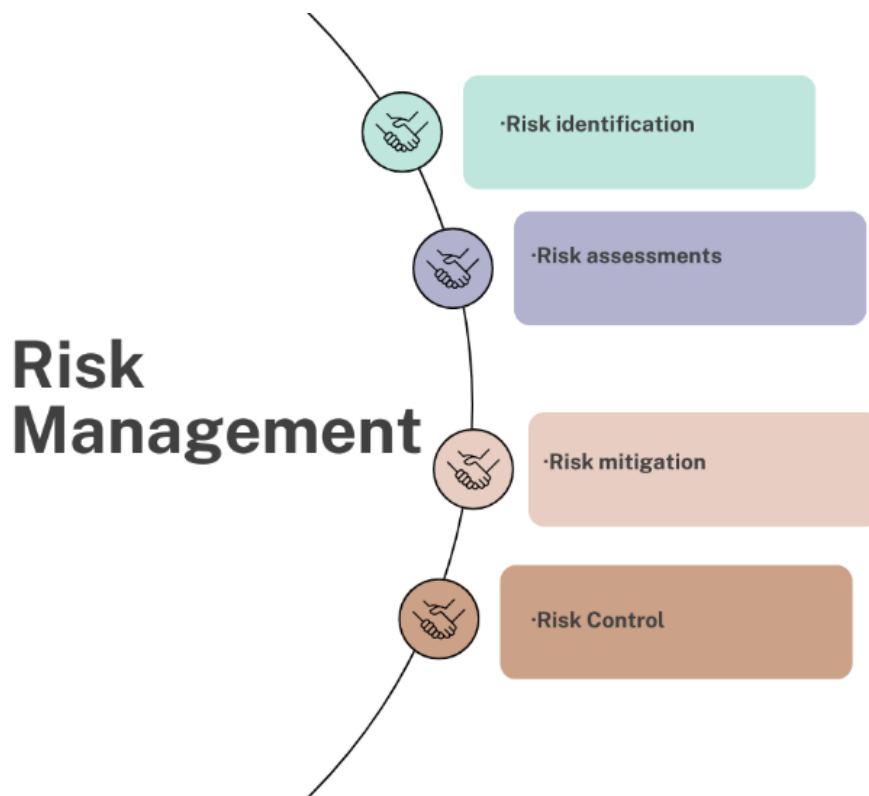 Risk
Management
·Risk identification
·Risk assessments
·Risk mitigation
·Risk Control